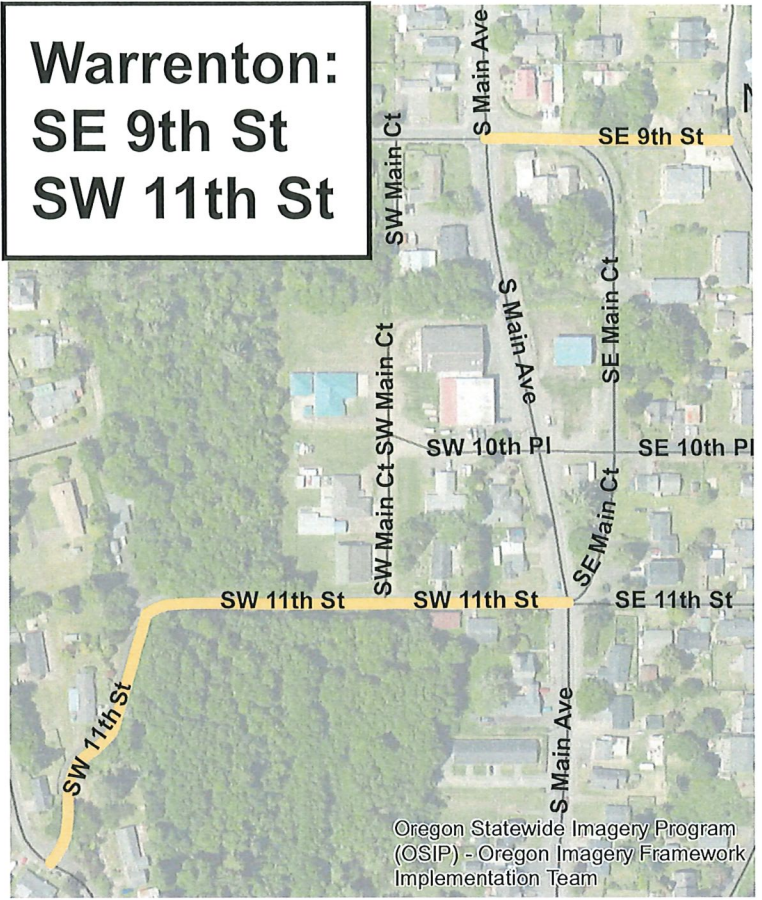 Warrenton:
SE 9th St
SW 11th St
S Main Ave
SW Main Ct
SE 9th St
S Main Ave
SE Main Ct
SW Main Ct
SW Main Ct
SW 10th Pl
SE 10th Pl
SE Main Ct
SW 11th St
SW 11th St
SE 11th St
SW 11th St
S Main Ave
Oregon Statewide Imagery Program
(OSIP) - Oregon Imagery Framework
Implementation Team